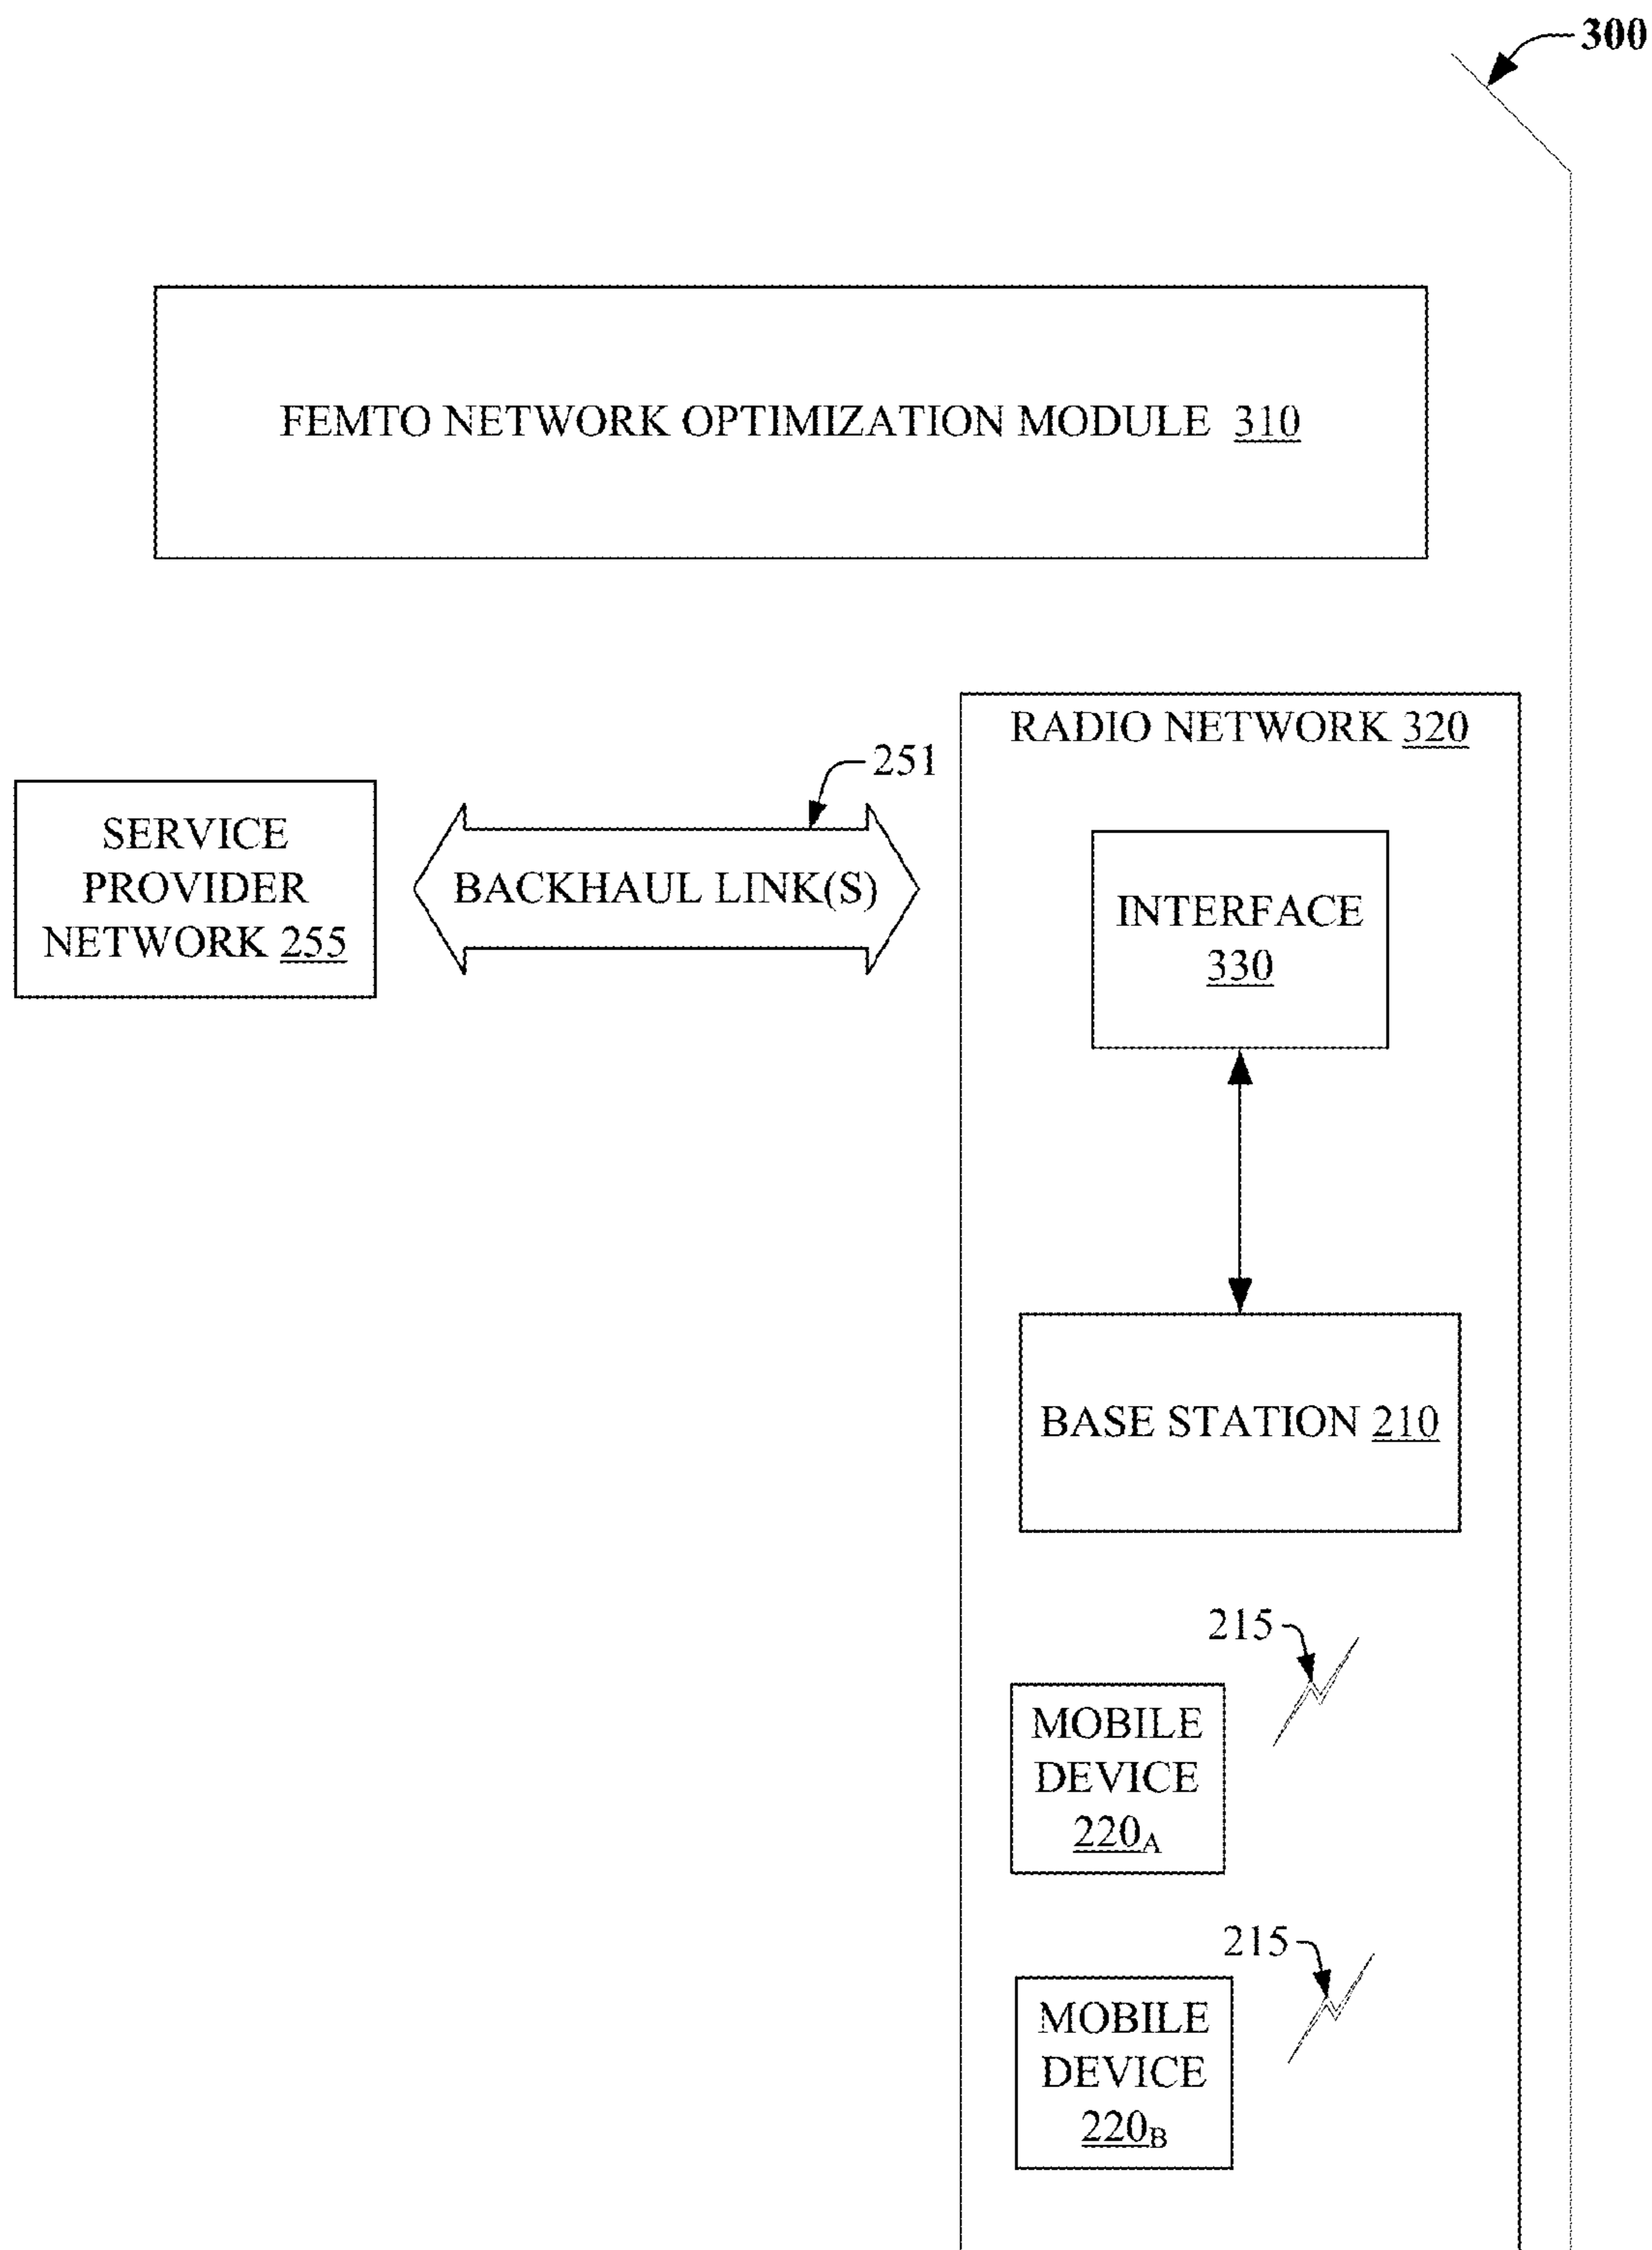 300
FEMTO NETWORK OPTIMIZATION MODULE 310
RADIO NETWORK 320
251
SERVICE
PROVIDER
NETWORK 255
BACKHAUL LINK(S)
INTERFACE
330
BASE STATION 210
215
MOBILE
DEVICE
220A
215
MOBILE
DEVICE
220B